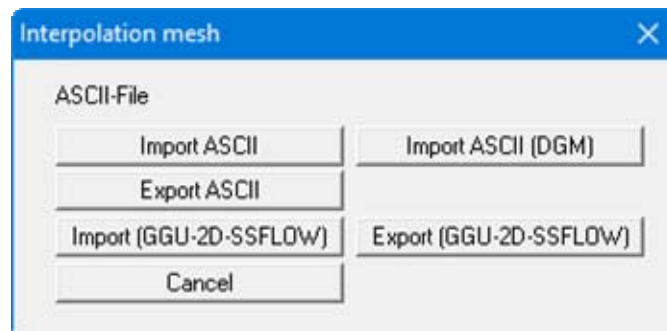 Interpolation mesh
ASCII-File
Import ASCII
Import ASCII (DGM)
Export ASCII
Import (GGU-2D-SSFLOW)
Export (GGU-2D-SSFLOW)
Cancel